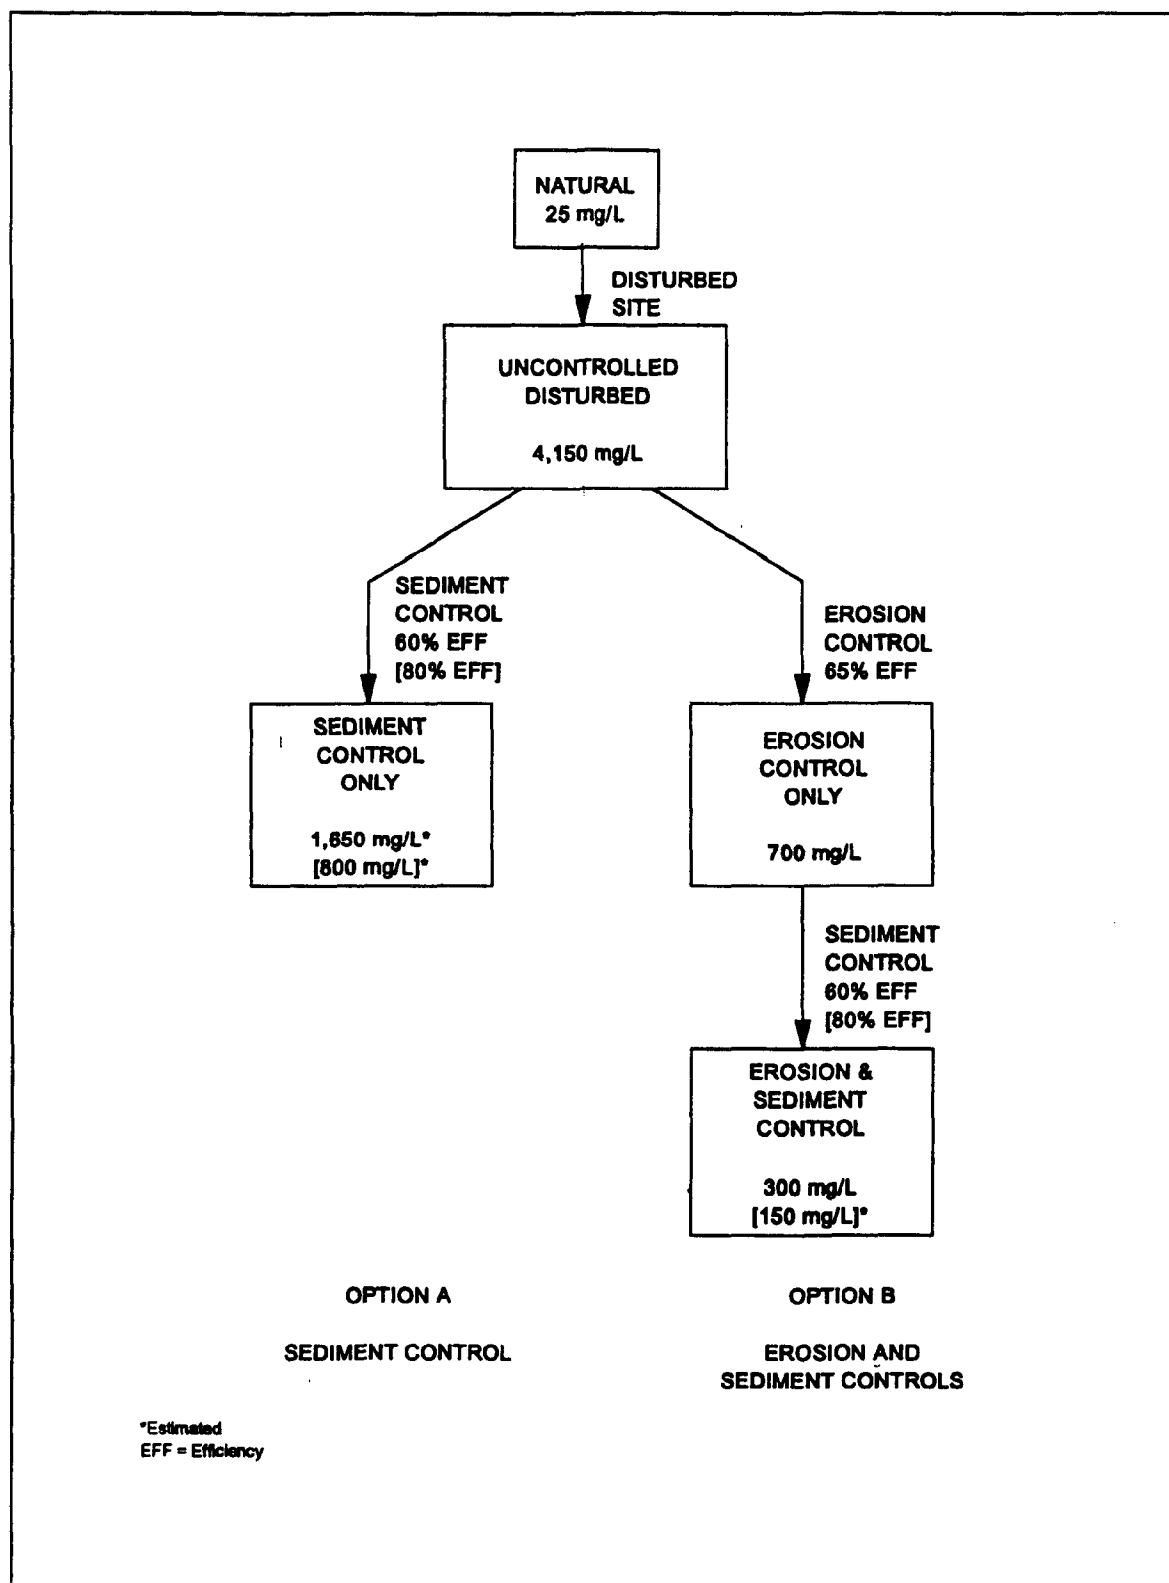 NATURAL
25 mg/L
DISTURBED
SITE
UNCONTROLLED
DISTURBED
4,150 mg/L
SEDIMENT
CONTROL
60% EFF
[80% EFF]
EROSION
CONTROL
65% EFF
SEDIMENT
CONTROL
ONLY
1,650 mg/L*
[800 mg/L]*
EROSION
CONTROL
ONLY
700 mg/L
SEDIMENT
CONTROL
60% EFF
[80% EFF]
EROSION &
SEDIMENT
CONTROL
300 mg/L
[150 mg/L]*
OPTION A
SEDIMENT CONTROL
OPTION B
EROSION AND
SEDIMENT CONTROLS
*Estimated
EFF = Efficiency